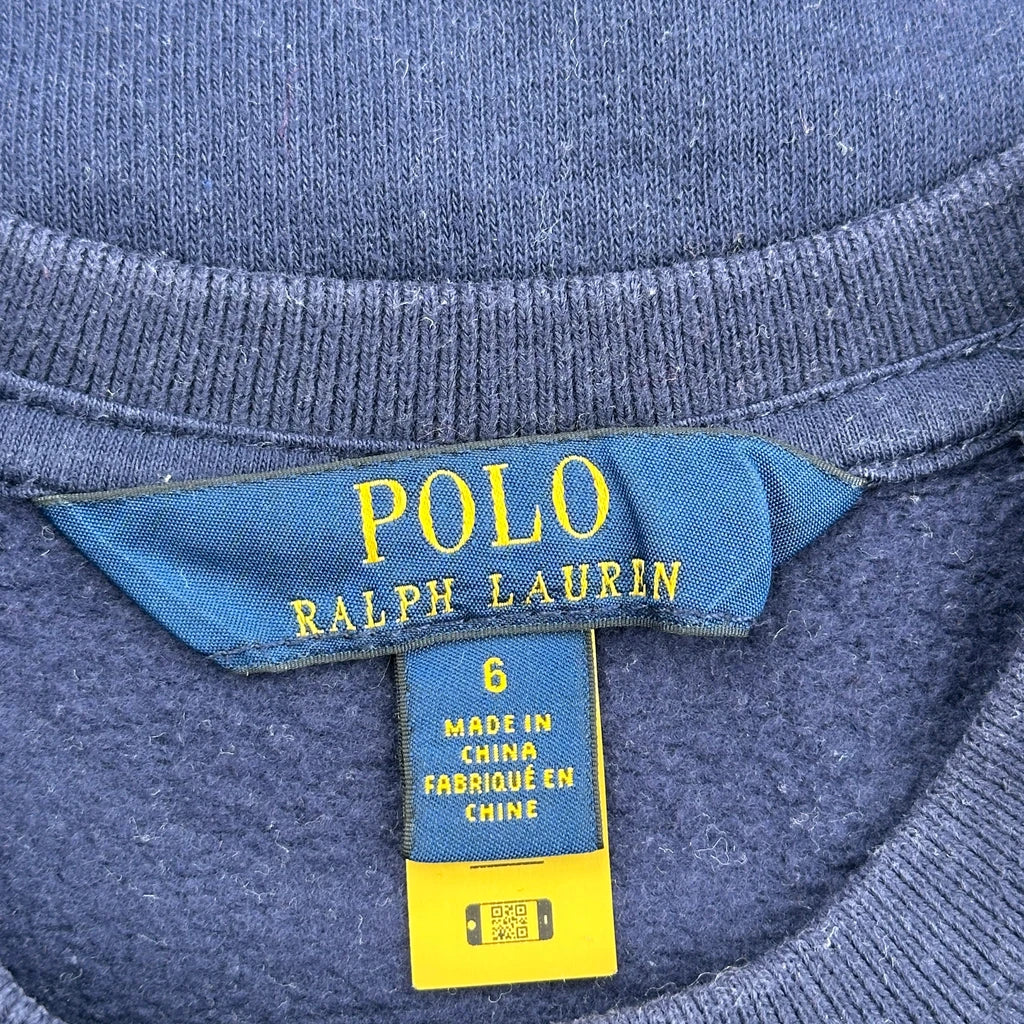 POLO
RALPH LAUREN
6
MADE IN
CHINA
FABRIQUÉ EN
CHINE